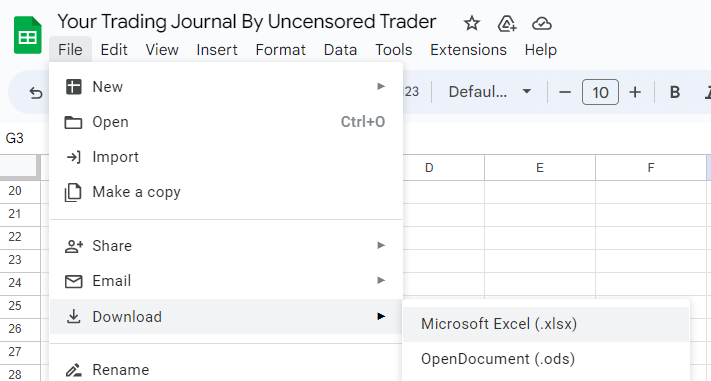 Your Trading Journal By Uncensored Trader
File Edit View Insert Format Data Tools Extensions Help
23 Defaul... 10 B
G3
New
Open Ctrl+O
Import
Make a copy
Share
Email
Download
Rename
Microsoft Excel (.xlsx)
OpenDocument (.ods)
D E F
20
21
22
23
24
25
26
27
28